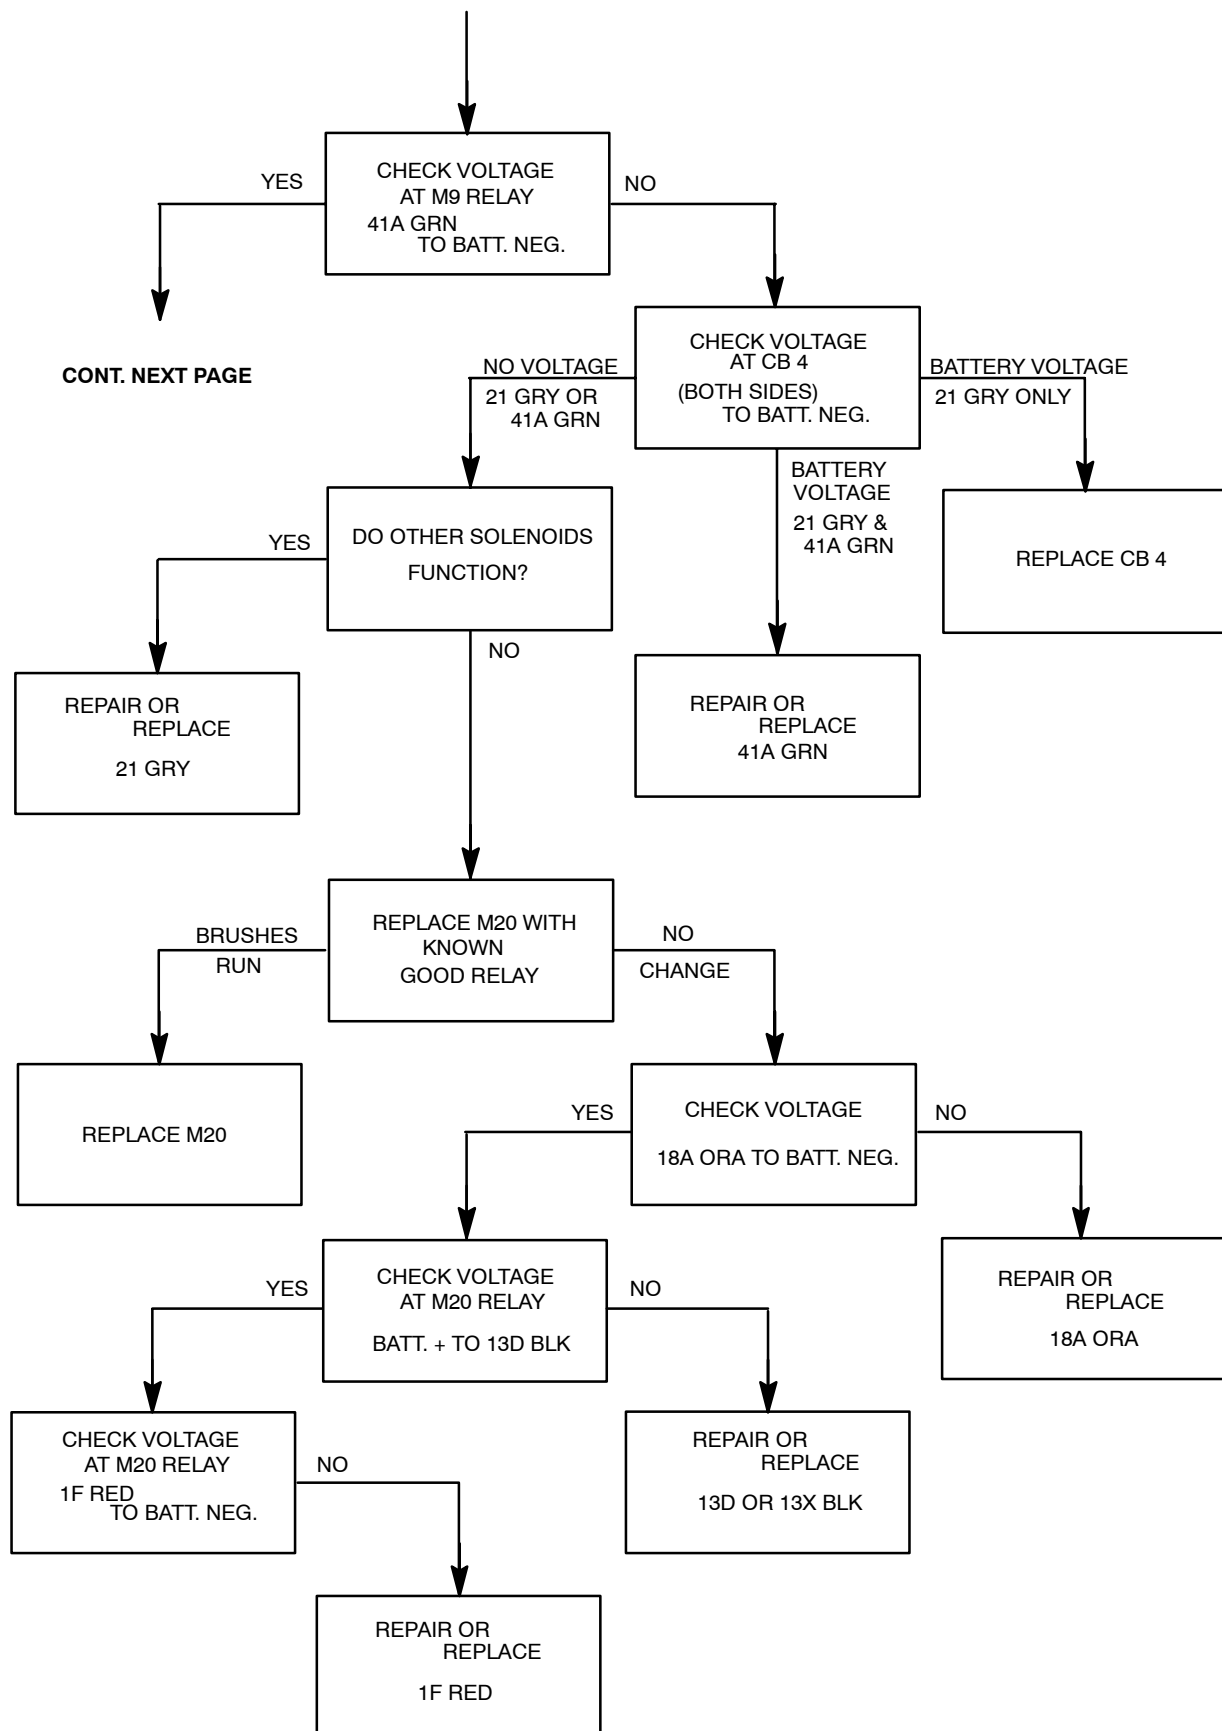 CHECK VOLTAGE
AT M9 RELAY
41A GRN
TO BATT. NEG.
YES
NO
CONT. NEXT PAGE
CHECK VOLTAGE
AT CB 4
(BOTH SIDES)
TO BATT. NEG.
NO VOLTAGE
21 GRY OR
41A GRN
BATTERY VOLTAGE
21 GRY ONLY
BATTERY
VOLTAGE
21 GRY &
41A GRN
REPLACE CB 4
DO OTHER SOLENOIDS
FUNCTION?
YES
NO
REPAIR OR
REPLACE
21 GRY
REPAIR OR
REPLACE
41A GRN
REPLACE M20 WITH
KNOWN
GOOD RELAY
BRUSHES
RUN
NO
CHANGE
REPLACE M20
CHECK VOLTAGE
18A ORA TO BATT. NEG.
YES
NO
CHECK VOLTAGE
AT M20 RELAY
BATT. + TO 13D BLK
YES
NO
REPAIR OR
REPLACE
18A ORA
CHECK VOLTAGE
AT M20 RELAY
1F RED
TO BATT. NEG.
NO
REPAIR OR
REPLACE
13D OR 13X BLK
REPAIR OR
REPLACE
1F RED